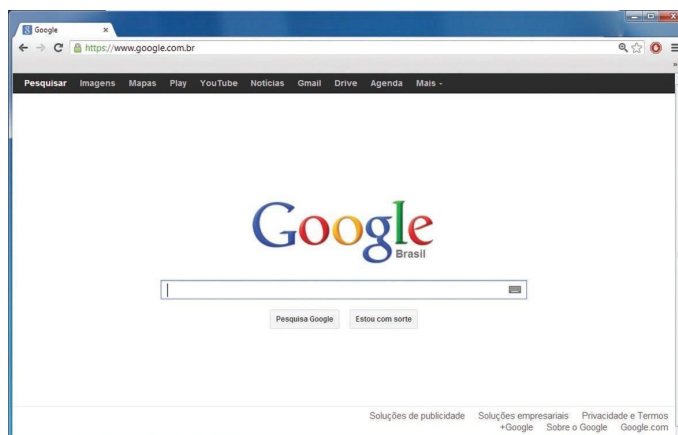 Google
https://www.google.com.br
Pesquisar Imagens Mapas Play YouTube Notícias Gmail Drive Agenda Mais
Google
Brasil
Pesquisa Google Estou com sorte
Soluções de publicidade Soluções empresariais Privacidade e Termos
+Google Sobre o Google Google.com